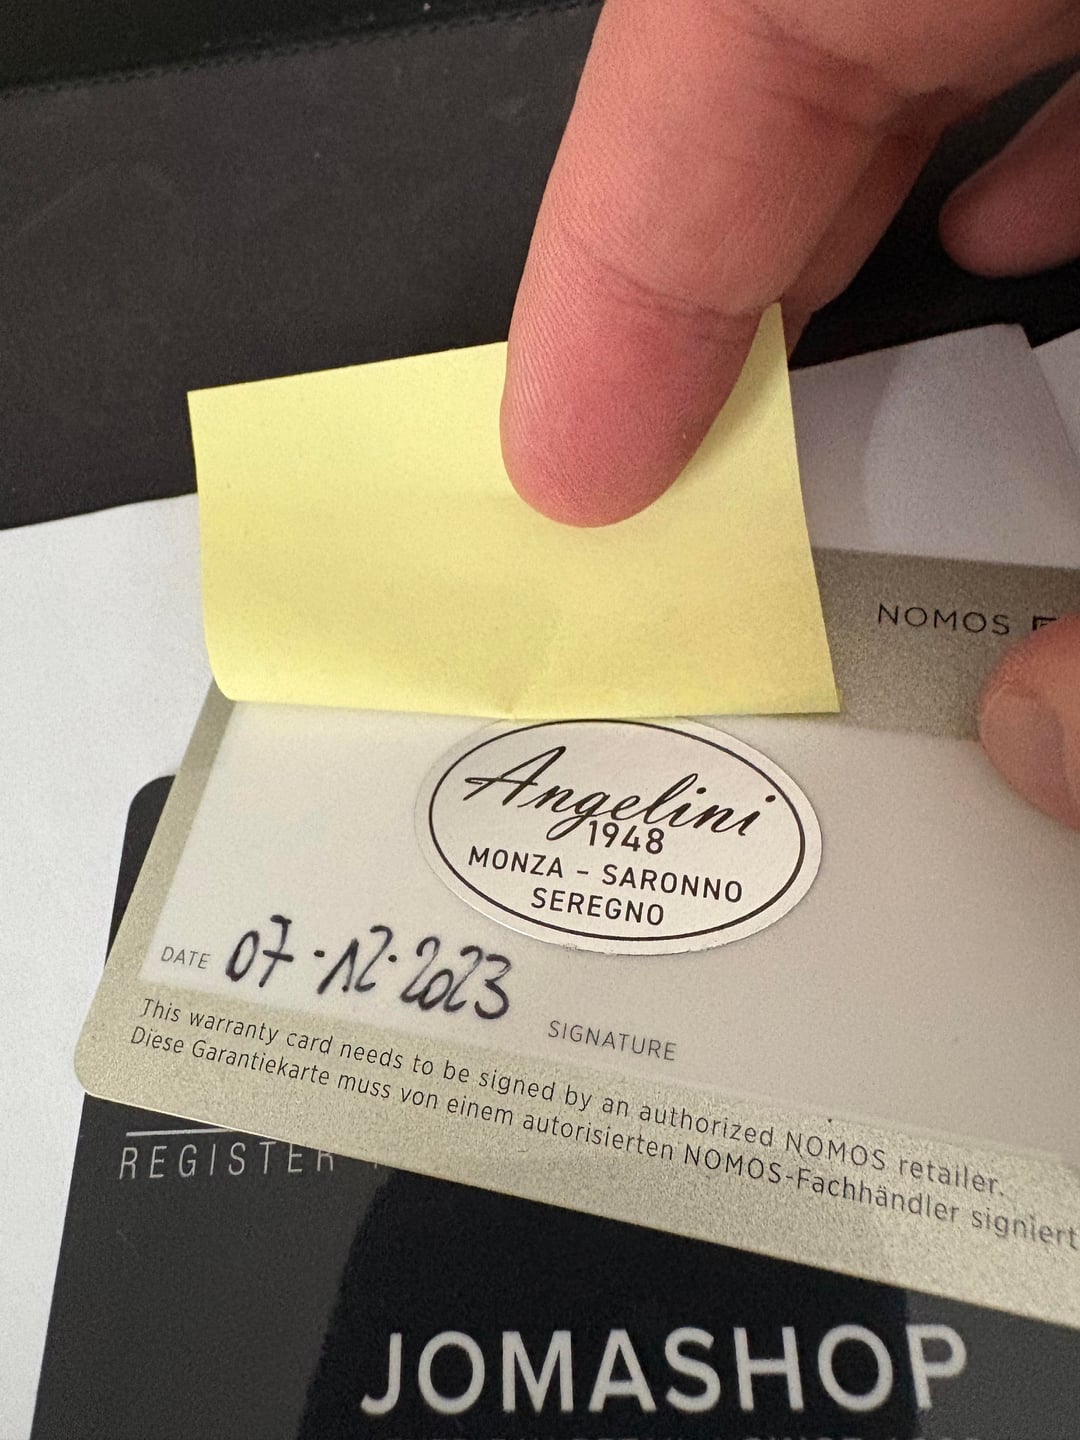 NOMOS
Angelini
1948
MONZA - SARONNO
SEREGNO
DATE 07-12-2023
SIGNATURE
This warranty card needs to be signed by an authorized NOMOS retailer.
Diese Garantiekarte muss von einem autorisierten NOMOS-Fachhändler signiert
REGISTER
JOMASHOP